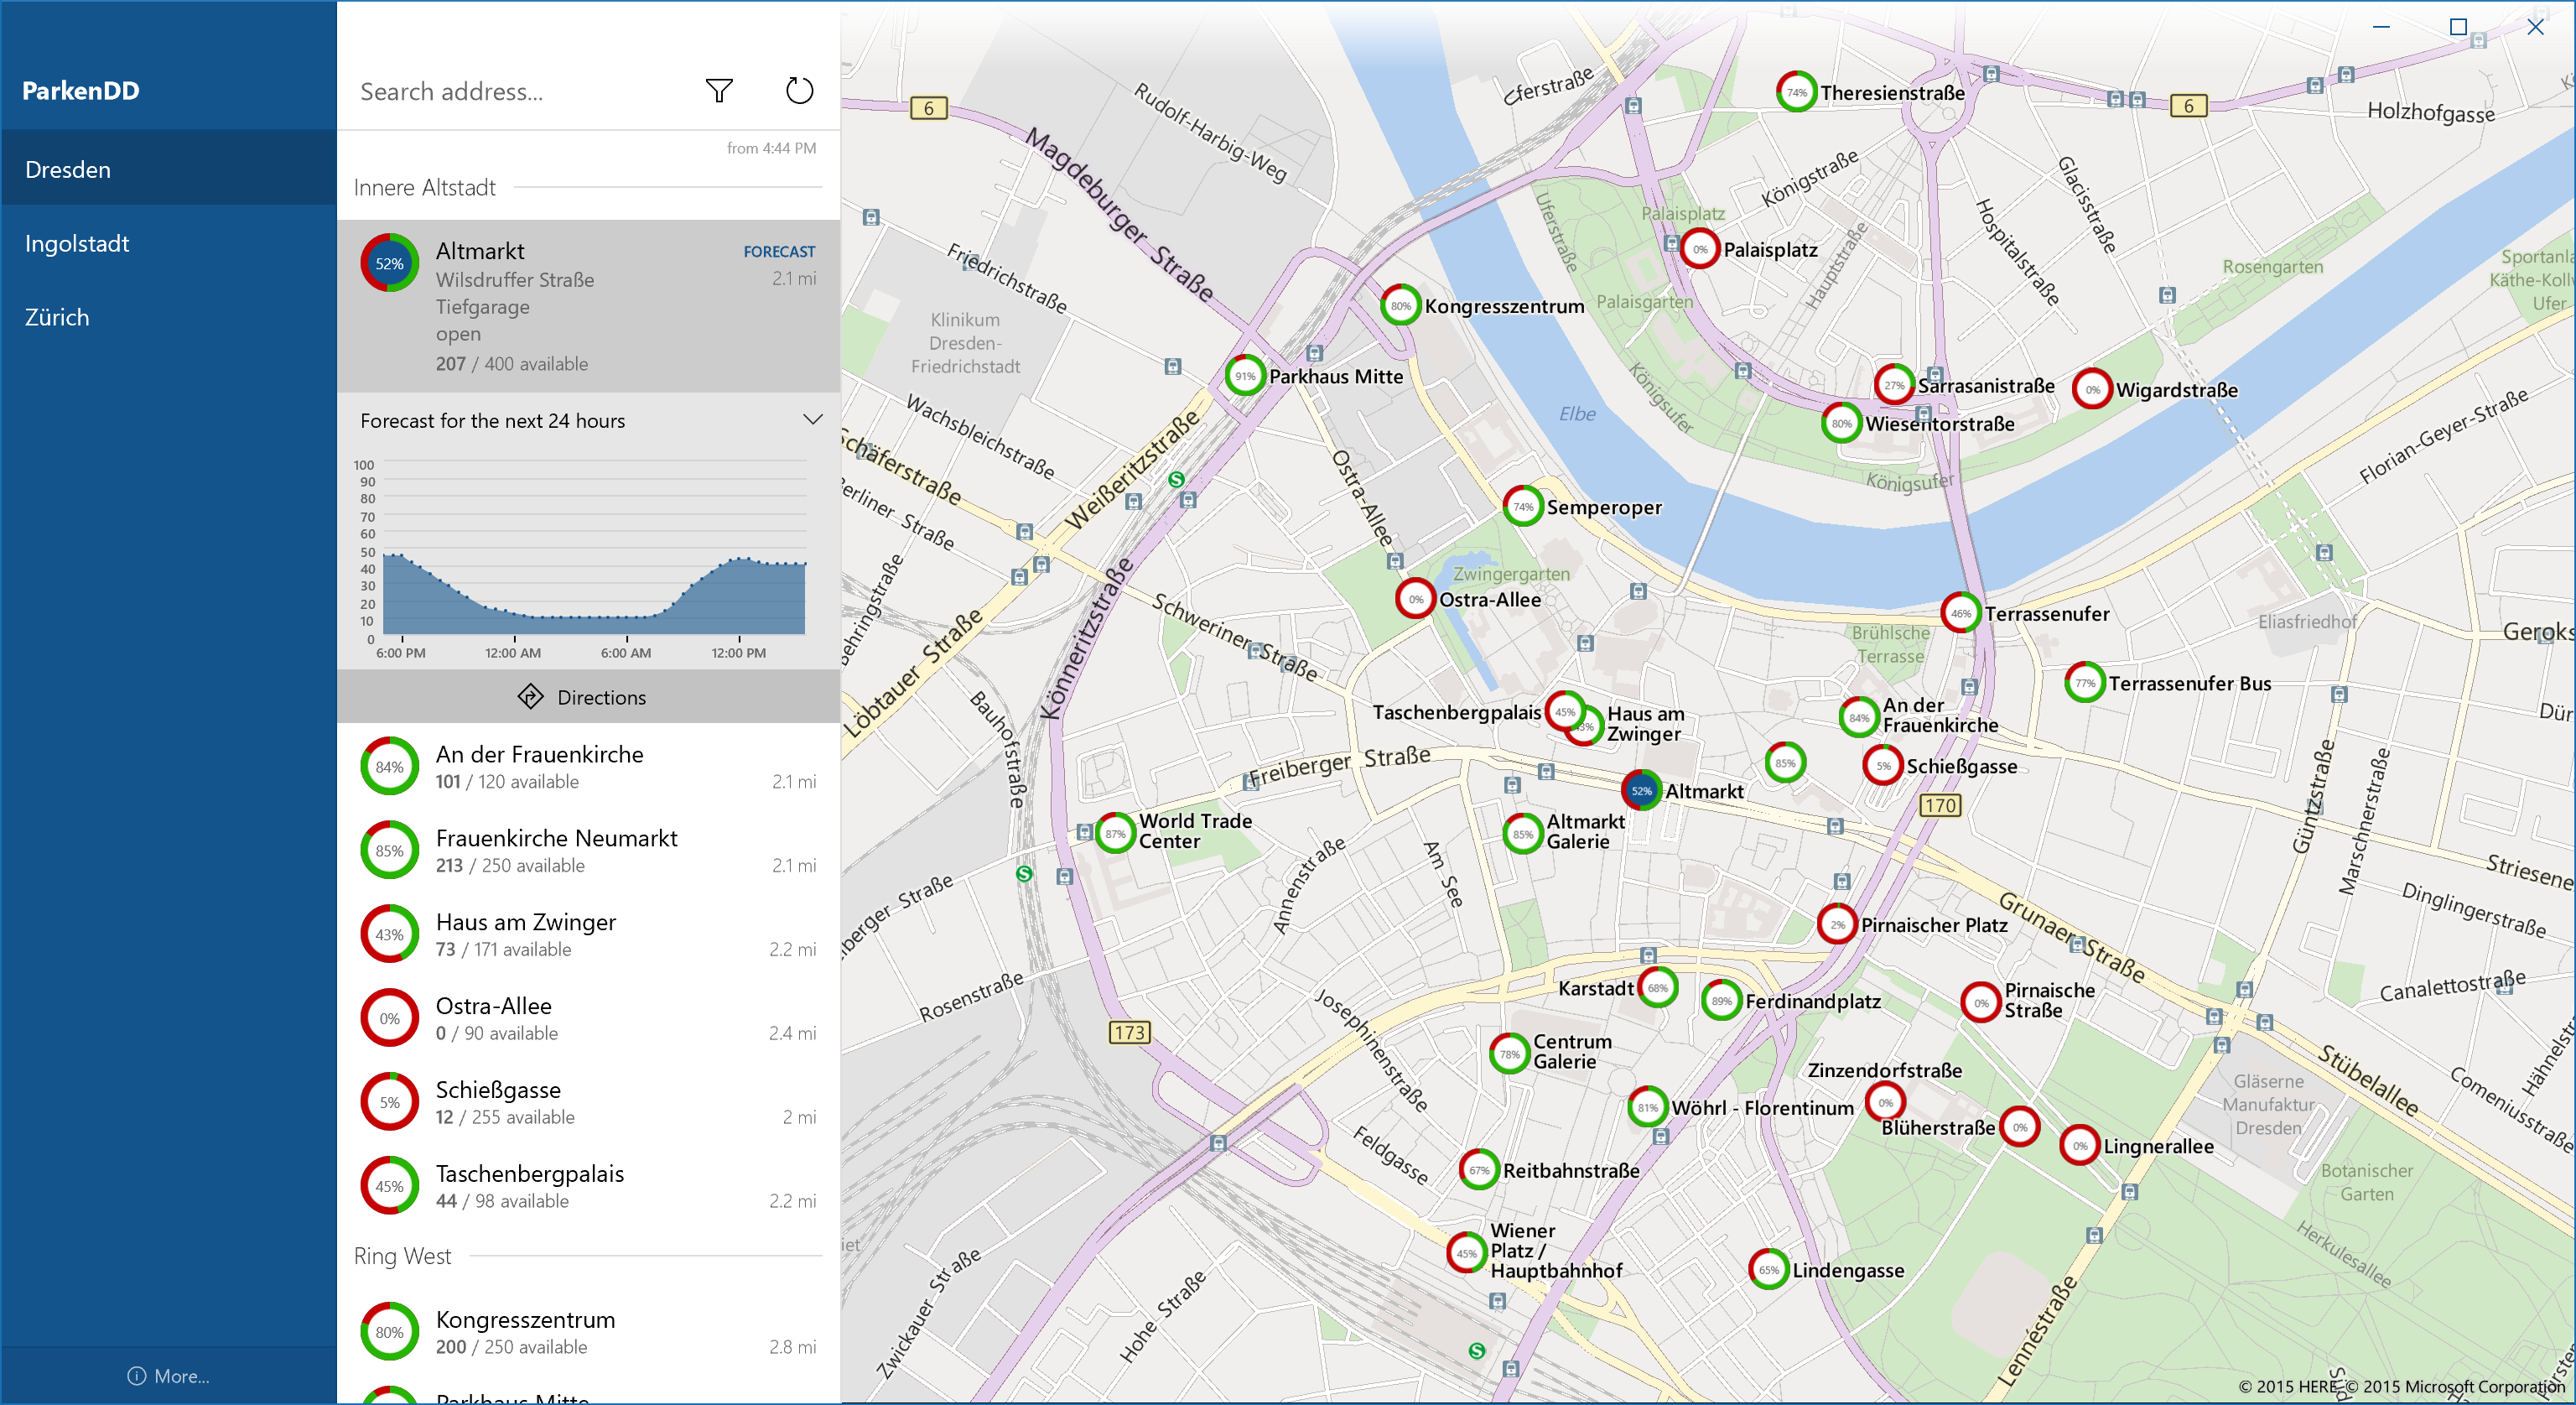 ParkenDD
Dresden
Ingolstadt
Zürich
More...
Search address...
from 4:44 PM
Innere Altstadt
52%
Altmarkt
FORECAST
Wilsdruffer Straße
2.1 mi
Tiefgarage
open
207 / 400 available
Forecast for the next 24 hours
100
90
80
70
60
50
40
30
20
10
0
6:00 PM
12:00 AM
6:00 AM
12:00 PM
Directions
84%
An der Frauenkirche
101 / 120 available
2.1 mi
85%
Frauenkirche Neumarkt
213 / 250 available
2.1 mi
43%
Haus am Zwinger
73 / 171 available
2.2 mi
0%
Ostra-Allee
0 / 90 available
2.4 mi
5%
Schießgasse
12 / 255 available
2 mi
45%
Taschenbergpalais
44 / 98 available
2.2 mi
Ring West
80%
Kongresszentrum
200 / 250 available
2.8 mi
Parkhaus Mitte
6
Magdeburger Straße
Rudolf-Harbig-Weg
Uferstraße
74%
Theresienstraße
6
Holzhofgasse
Königstraße
Glacisstraße
Palaisplatz
0%
Palaisplatz
Uferstraße
Hauptstraße
Hospitalstraße
Rosengarten
Käthe-Koll
Ufer
Friedrichstraße
Palaisgarten
80%
Kongresszentrum
Klinikum
Dresden-
Friedrichstadt
91%
Parkhaus Mitte
Königsufer
27%
Sarrasanistraße
0%
Wigardstraße
80%
Wiesentorstraße
Elbe
Florian-Geyer-Straße
Wachsbleichstraße
Schäferstraße
Weißeritzstraße
Königsufer
Ostra-Allee
74%
Semperoper
Berliner Straße
Zwingergarten
0%
Ostra-Allee
46%
Terrassenufer
Brühlsche
Terrasse
Eliasfriedhof
Löbtauer Straße
Schweriner Straße
Könneritzstraße
77%
Terrassenufer Bus
Bauhofstraße
Taschenbergpalais
45%
Haus am
Zwinger
84%
An der
Frauenkirche
Freiberger Straße
85%
5%
Schießgasse
52%
Altmarkt
170
Güntzstraße
Marschnerstraße
87%
World Trade
Center
85%
Altmarkt
Galerie
Annenstraße
Am See
Striesene
Dinglingerstraße
Grunaer Straße
2%
Pirnaischer Platz
Canalettostraße
Rosenstraße
Josephinenstraße
Karstadt
68%
89%
Ferdinandplatz
0%
Pirnaische
Straße
173
78%
Centrum
Galerie
Zinzendorfstraße
0%
Stübelallee
Comeniusstraße
Gläserne
Manufaktur
Dresden
81%
Wöhrl - Florentinum
Blüherstraße
0%
0%
Lingnerallee
Feldgasse
67%
Reitbahnstraße
Botanischer
Garten
Herkulesallee
45%
Wiener
Platz /
Hauptbahnhof
65%
Lindengasse
Zwickauer Straße
Hohe Straße
Lennéstraße
© 2015 HERE, © 2015 Microsoft Corporation